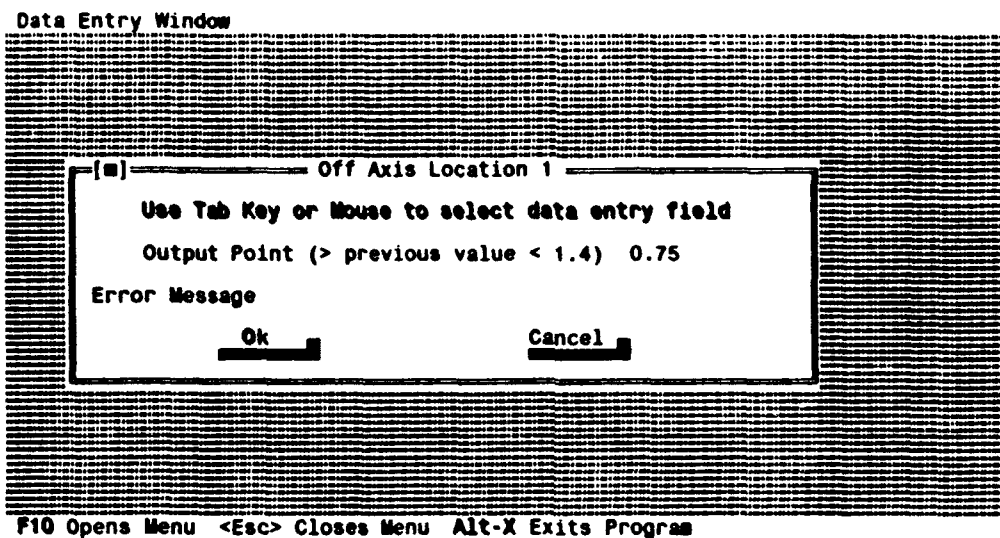 Data Entry Window
[■] Off Axis Location 1
Use Tab Key or Mouse to select data entry field
Output Point (> previous value < 1.4) 0.75
Error Message
Ok Cancel
F10 Opens Menu <Esc> Closes Menu Alt-X Exits Program